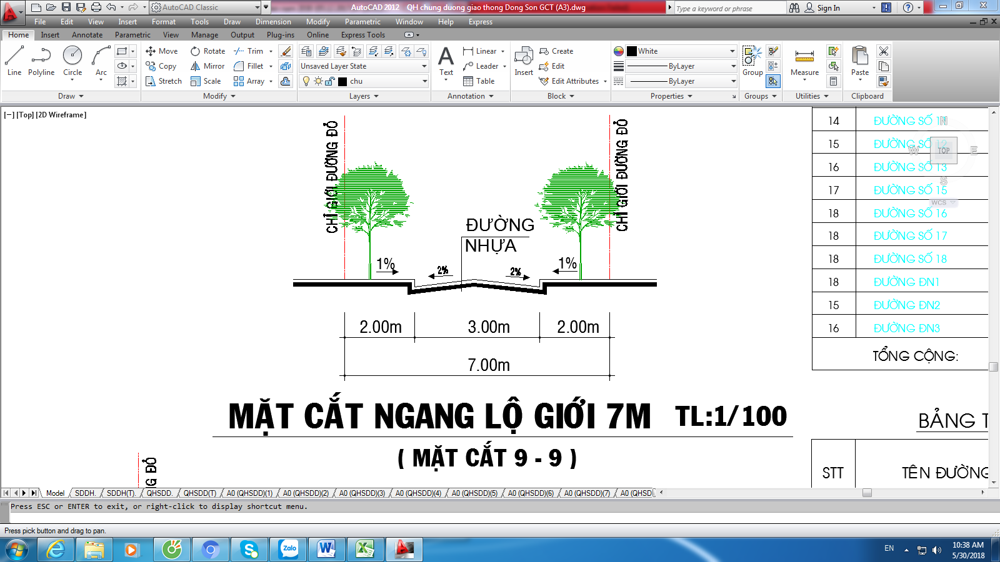 AutoCAD Classic
AutoCAD 2012 QH chung duong giao thong Dong Son GCT (A3).dwg
Type a keyword or phrase
Sign In
File Edit View Insert Format Tools Draw Dimension Modify Parametric Window Help Express
Home Insert Annotate Parametric View Manage Output Plug-ins Online Express Tools
Line Polyline Circle Arc
Move Rotate Trim
Copy Mirror Fillet
Stretch Scale Array
Unsaved Layer State
chu
Text
Linear
Leader
Table
Insert
Create
Edit
Edit Attributes
White
ByLayer
ByLayer
Group
Measure
Paste
Draw Modify Layers Annotation Block Properties Groups Utilities Clipboard
[−] [Top] [2D Wireframe]
CHỈ GIỚI ĐƯỜNG ĐỎ
CHỈ GIỚI ĐƯỜNG ĐỎ
ĐƯỜNG
NHỰA
1% 2% 2% 1%
2.00m 3.00m 2.00m
7.00m
MẶT CẮT NGANG LỘ GIỚI 7M TL:1/100
( MẶT CẮT 9 - 9 )
NG ĐỎ
14
15 ĐƯỜNG SỐ 12
16 ĐƯỜNG SỐ 13
17 ĐƯỜNG SỐ 15
18 ĐƯỜNG SỐ 16
18 ĐƯỜNG SỐ 17
18 ĐƯỜNG SỐ 18
18 ĐƯỜNG ĐN1
15 ĐƯỜNG ĐN2
16 ĐƯỜNG ĐN3
TỔNG CỘNG:
N
W TOP E
S
WCS
BẢNG T
STT TÊN ĐƯỜNG
Model SDDH. SDDH(T). QHSDD. QHSDD(T) A0 (QHSDD)(1) A0 (QHSDD)(2) A0 (QHSDD)(3) A0 (QHSDD)(4) A0 (QHSDD)(5) A0 (QHSDD)(6) A0 (QHSDD)(7) A0 (QHSD
Press ESC or ENTER to exit, or right-click to display shortcut menu.
Press pick button and drag to pan.
Zalo
EN
10:38 AM
5/30/2018